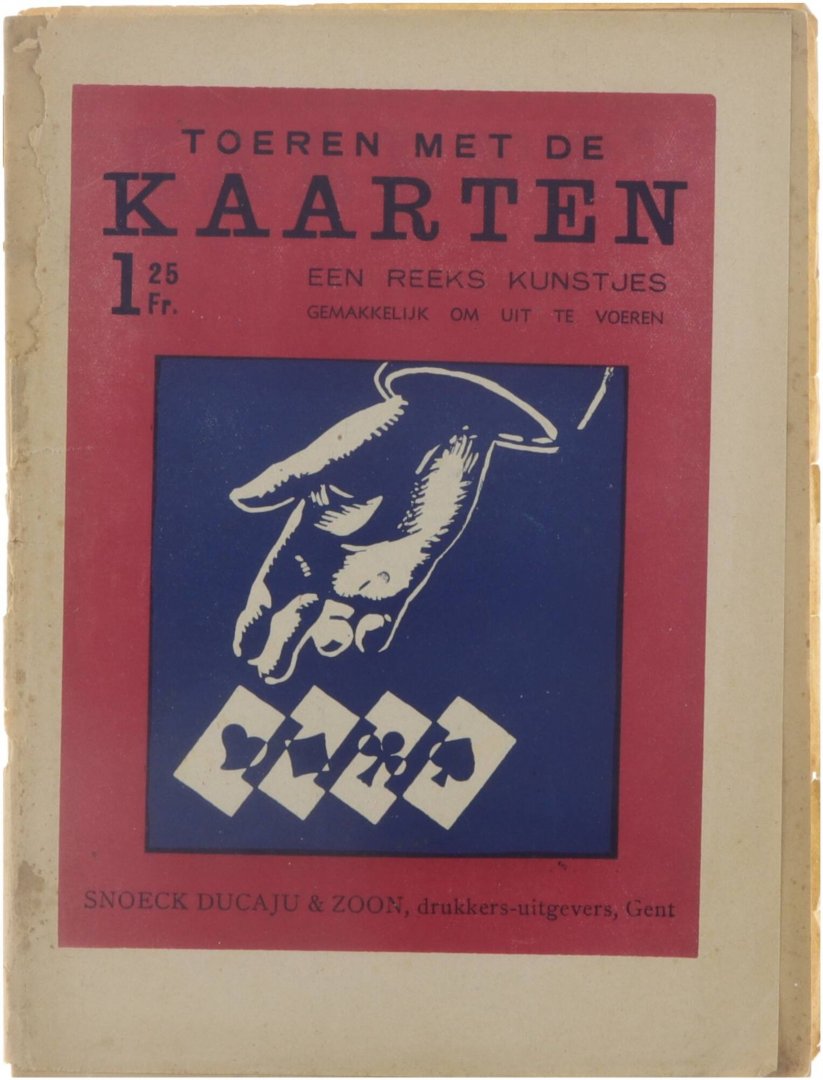 TOEREN MET DE
KAARTEN
1 25 Fr.
EEN REEKS KUNSTJES
GEMAKKELIJK OM UIT TE VOEREN
SNOECK DUCAJU & ZOON, drukkers-uitgevers, Gent